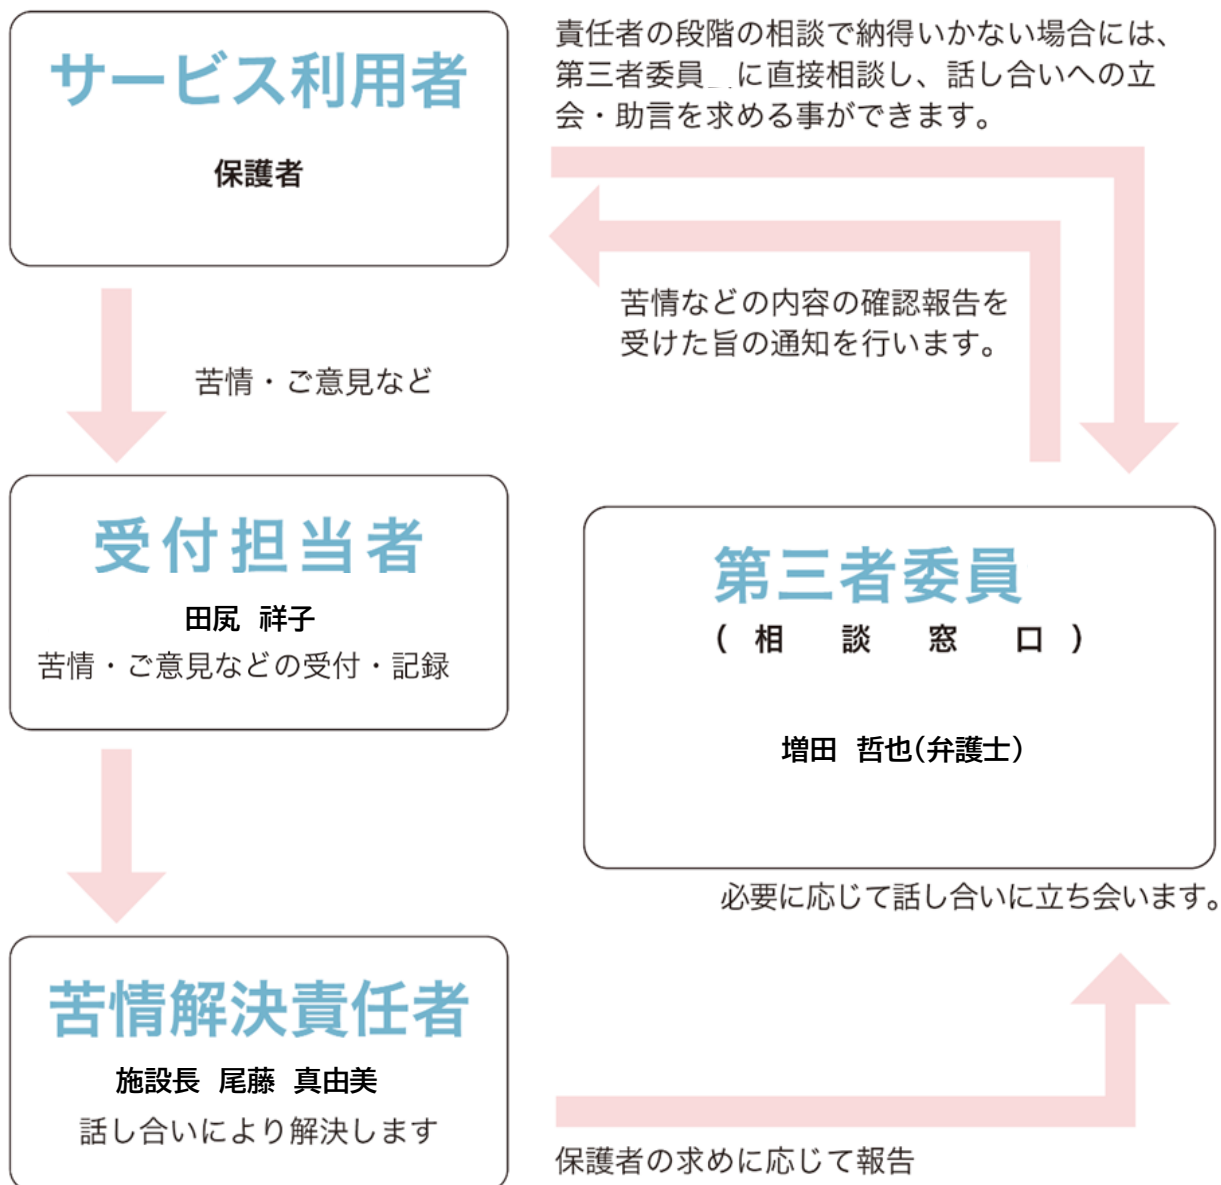 サービス利用者
保護者
責任者の段階の相談で納得いかない場合には、
第三者委員 に直接相談し、話し合いへの立
会・助言を求める事ができます。
苦情などの内容の確認報告を
受けた旨の通知を行います。
苦情・ご意見など
受付担当者
田尻 祥子
苦情・ご意見などの受付・記録
第三者委員
(相談窓口)
増田 哲也(弁護士)
必要に応じて話し合いに立ち会います。
苦情解決責任者
施設長 尾藤 真由美
話し合いにより解決します
保護者の求めに応じて報告